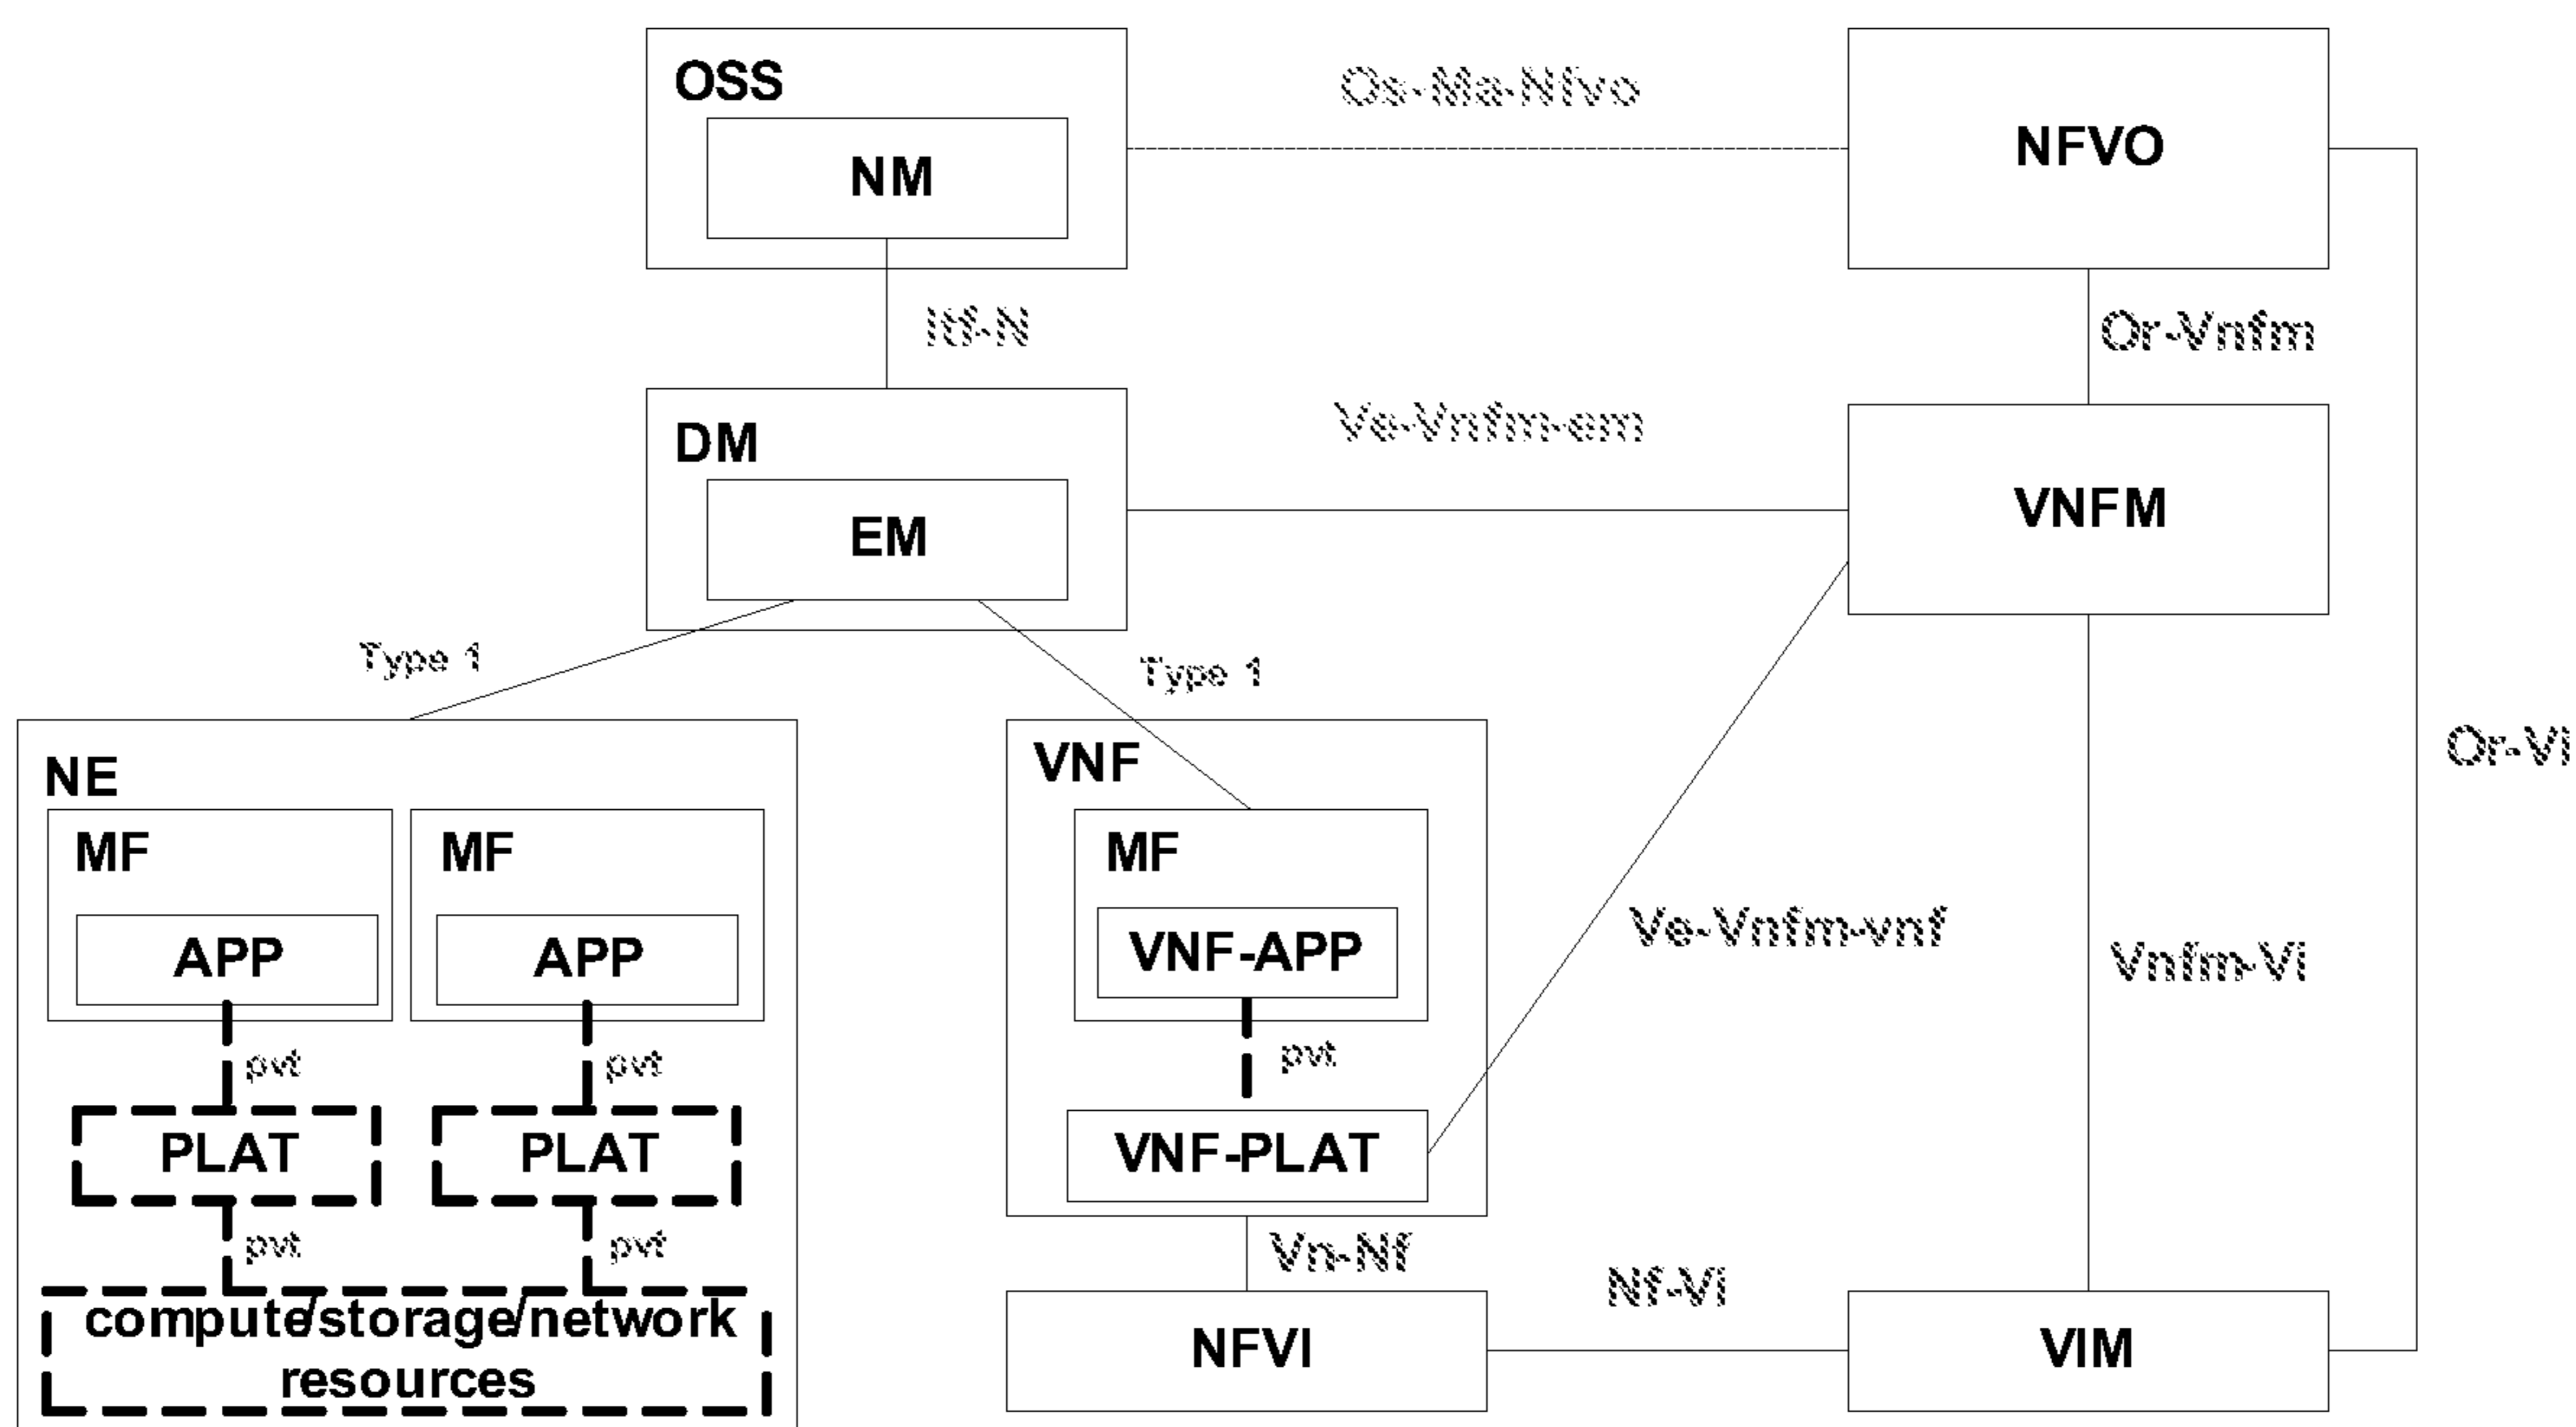 OSS
Os-Ma-Nfvo
NM
NFVO
Itf-N
Or-Vnfm
DM
Ve-Vnfm-em
EM
VNFM
Type 1
Type 1
Or-Vi
NE
VNF
MF
MF
MF
APP
APP
VNF-APP
Ve-Vnfm-vnf
Vnfm-Vi
pvt
pvt
pvt
PLAT
PLAT
VNF-PLAT
pvt
pvt
Vn-Nf
Nf-Vi
compute/storage/network
resources
NFVI
VIM